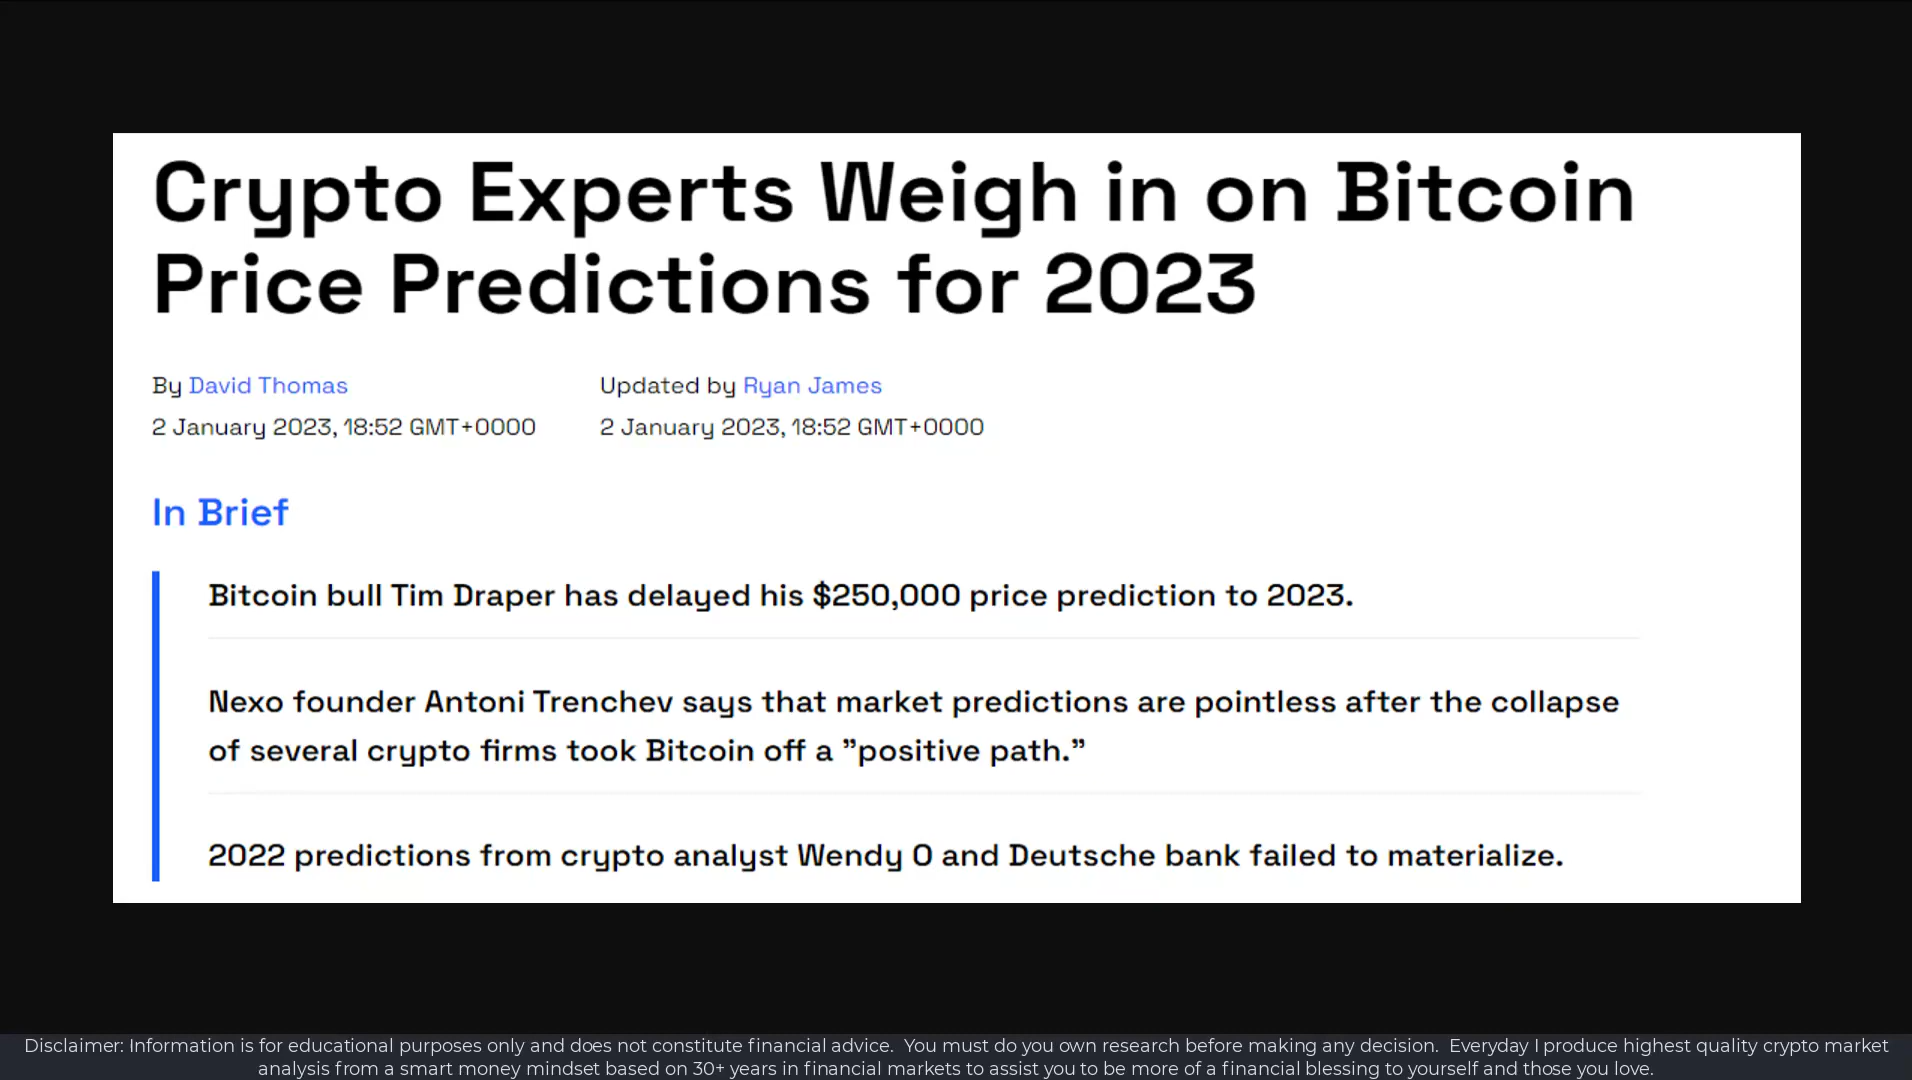 Crypto Experts Weigh in on Bitcoin
Price Predictions for 2023
By David Thomas
2 January 2023, 18:52 GMT+0000
Updated by Ryan James
2 January 2023, 18:52 GMT+0000
In Brief
Bitcoin bull Tim Draper has delayed his $250,000 price prediction to 2023.
Nexo founder Antoni Trenchev says that market predictions are pointless after the collapse
of several crypto firms took Bitcoin off a ”positive path.”
2022 predictions from crypto analyst Wendy O and Deutsche bank failed to materialize.
Disclaimer: Information is for educational purposes only and does not constitute financial advice.  You must do you own research before making any decision.  Everyday I produce highest quality crypto market
analysis from a smart money mindset based on 30+ years in financial markets to assist you to be more of a financial blessing to yourself and those you love.